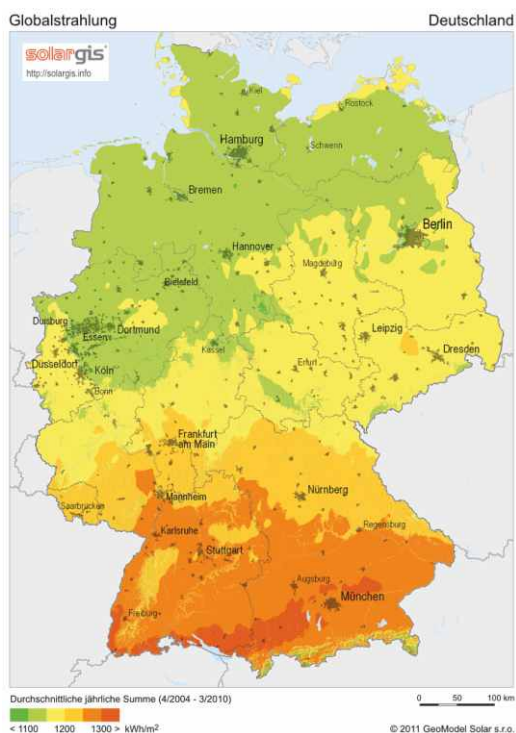 Globalstrahlung Deutschland
solargis
http://solargis.info
Kiel
Rostock
Hamburg
Schwerin
Bremen
Berlin
Hannover
Magdeburg
Bielefeld
Duisburg
Essen
Dortmund
Kassel
Leipzig
Düsseldorf
Dresden
Köln
Erfurt
Bonn
Frankfurt
am Main
Mannheim
Nürnberg
Saarbrücken
Karlsruhe
Regensburg
Stuttgart
Augsburg
München
Freiburg
Durchschnittliche jährliche Summe (4/2004 - 3/2010)
0 50 100 km
< 1100 1200 1300 > kWh/m²
© 2011 GeoModel Solar s.r.o.